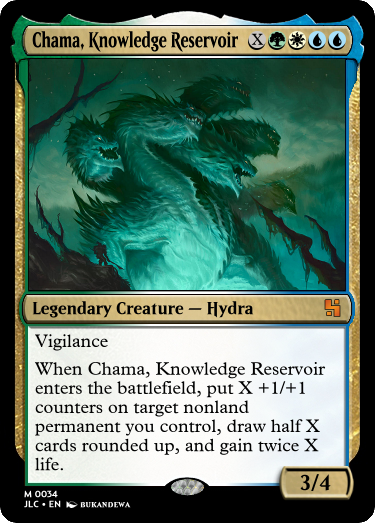 Chama, Knowledge Reservoir X
Legendary Creature — Hydra
Vigilance
When Chama, Knowledge Reservoir
enters the battlefield, put X +1/+1
counters on target nonland
permanent you control, draw half X
cards rounded up, and gain twice X
life.
3/4
M 0034
JLC • EN BUKANDEWA